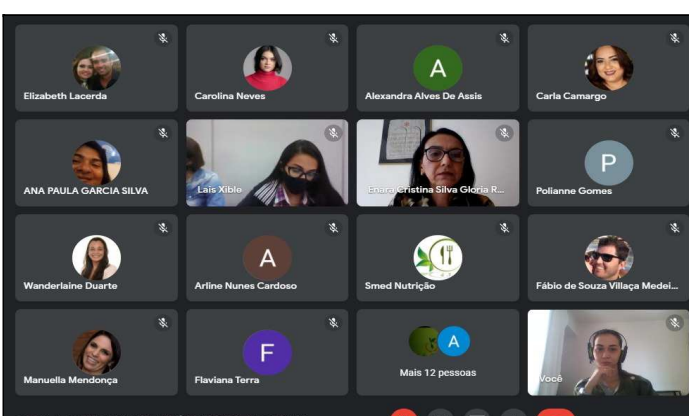 Elizabeth Lacerda
Carolina Neves
A
Alexandra Alves De Assis
Carla Camargo
ANA PAULA GARCIA SILVA
Lais Xible
Enara Cristina Silva Gloria R...
P
Polianne Gomes
Wanderlaine Duarte
A
Arline Nunes Cardoso
Smed Nutrição
Fábio de Souza Villaça Medei...
Manuella Mendonça
F
Flaviana Terra
A
Mais 12 pessoas
Você